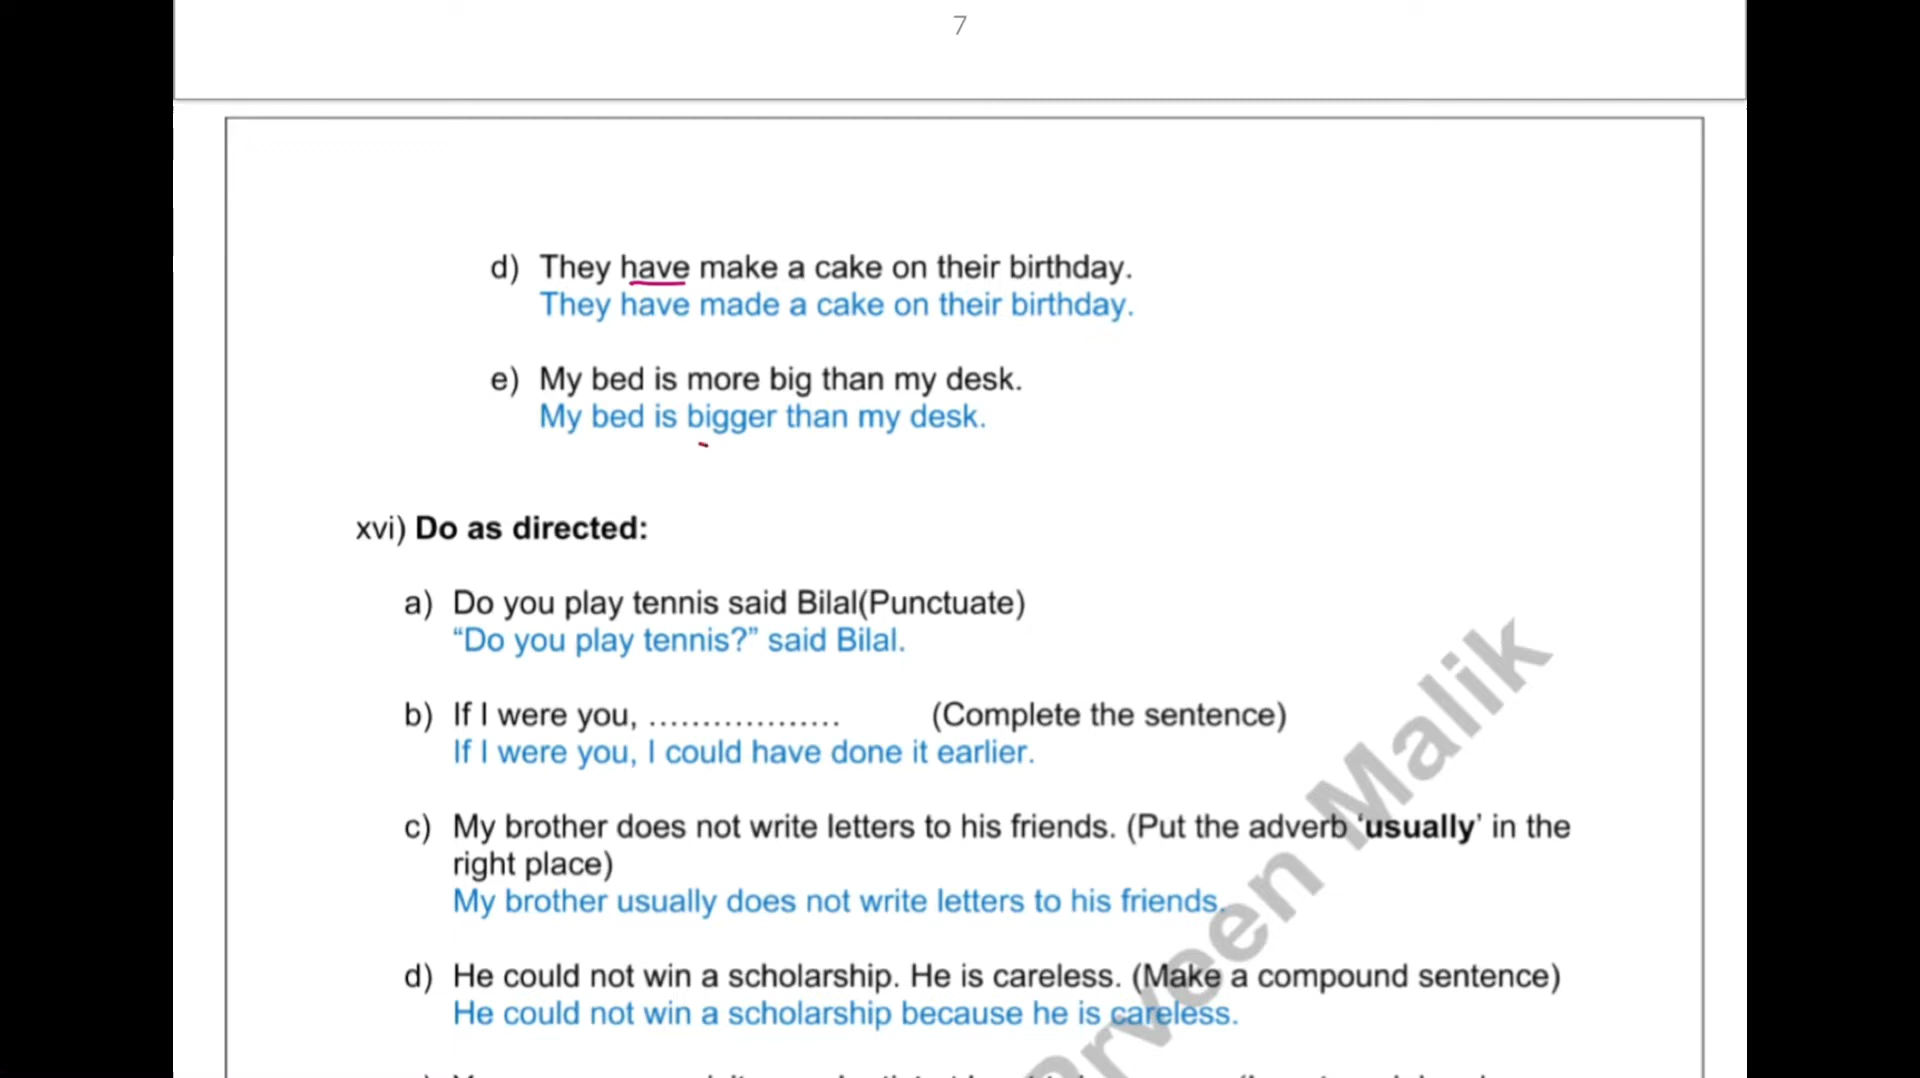 7
d) They have make a cake on their birthday.
They have made a cake on their birthday.
e) My bed is more big than my desk.
My bed is bigger than my desk.
xvi) Do as directed:
a) Do you play tennis said Bilal(Punctuate)
“Do you play tennis?” said Bilal.
b) If I were you, .................. (Complete the sentence)
If I were you, I could have done it earlier.
c) My brother does not write letters to his friends. (Put the adverb ‘usually’ in the
right place)
My brother usually does not write letters to his friends.
d) He could not win a scholarship. He is careless. (Make a compound sentence)
He could not win a scholarship because he is careless.
Malik